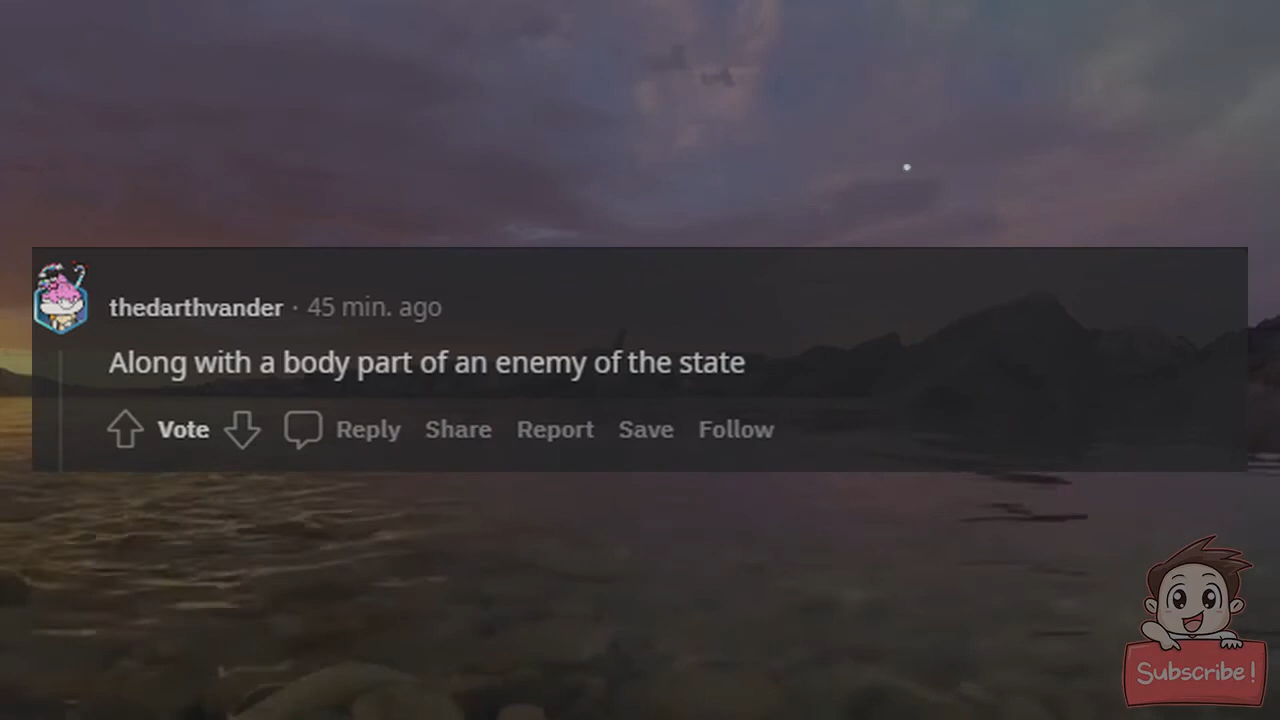 thedarthvander · 45 min. ago
Along with a body part of an enemy of the state
Vote Reply Share Report Save Follow
Subscribe!